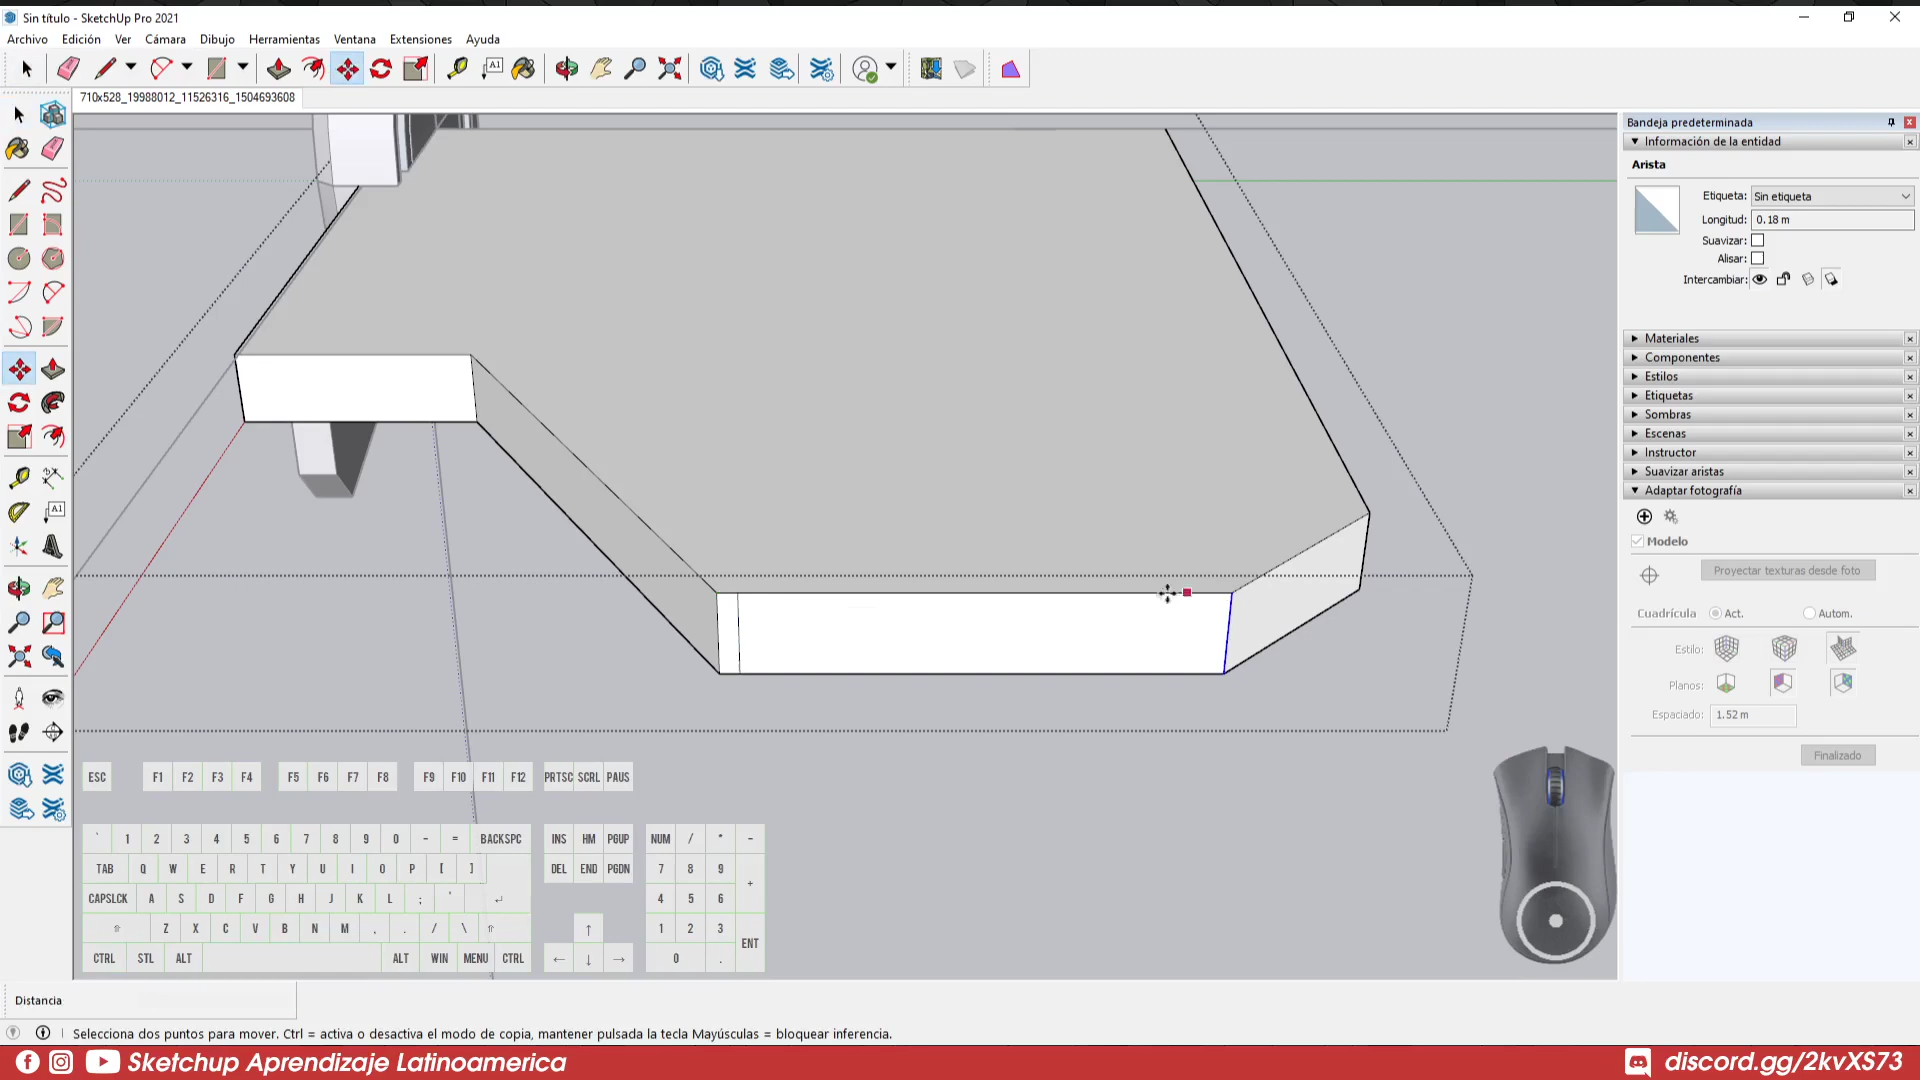 Sin título - SketchUp Pro 2021
Archivo Edición Ver Cámara Dibujo Herramientas Ventana Extensiones Ayuda
A1
710x528_19988012_11526316_1504693608
A1
Bandeja predeterminada
Información de la entidad
Arista
Etiqueta: Sin etiqueta
Longitud: 0.18 m
Suavizar:
Alisar:
Intercambiar:
Materiales
Componentes
Estilos
Etiquetas
Sombras
Escenas
Instructor
Suavizar aristas
Adaptar fotografía
Modelo
Proyectar texturas desde foto
Cuadrícula Act. Autom.
Estilo:
Planos:
Espaciado: 1.52 m
Finalizado
ESC F1 F2 F3 F4 F5 F6 F7 F8 F9 F10 F11 F12 PRTSC SCRL PAUS
` 1 2 3 4 5 6 7 8 9 0 - = BACKSPC INS HM PGUP NUM / * -
TAB Q W E R T Y U I O P [ ] DEL END PGDN 7 8 9 +
CAPSLCK A S D F G H J K L ; ' ↵ 4 5 6
⇧ Z X C V B N M , . / \ ⇧ ↑ 1 2 3 ENT
CTRL STL ALT ALT WIN MENU CTRL ← ↓ → 0 .
Distancia
Selecciona dos puntos para mover. Ctrl = activa o desactiva el modo de copia, mantener pulsada la tecla Mayúsculas = bloquear inferencia.
Sketchup Aprendizaje Latinoamerica
discord.gg/2kvXS73